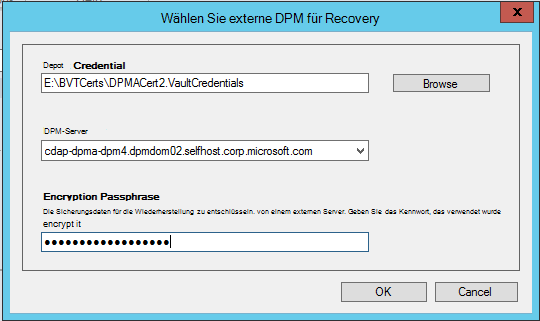 Wählen Sie externe DPM für Recovery
x
Depot Credential
E:\BVTCerts\DPMACert2.VaultCredentials
Browse
DPM-Server
cdap-dpma-dpm4.dpmdom02.selfhost.corp.microsoft.com
Encryption Passphrase
Die Sicherungsdaten für die Wiederherstellung zu entschlüsseln. von einem externen Server. Geben Sie das Kennwort, das verwendet wurde
encrypt it
●●●●●●●●●●●●●●●●●●
OK
Cancel